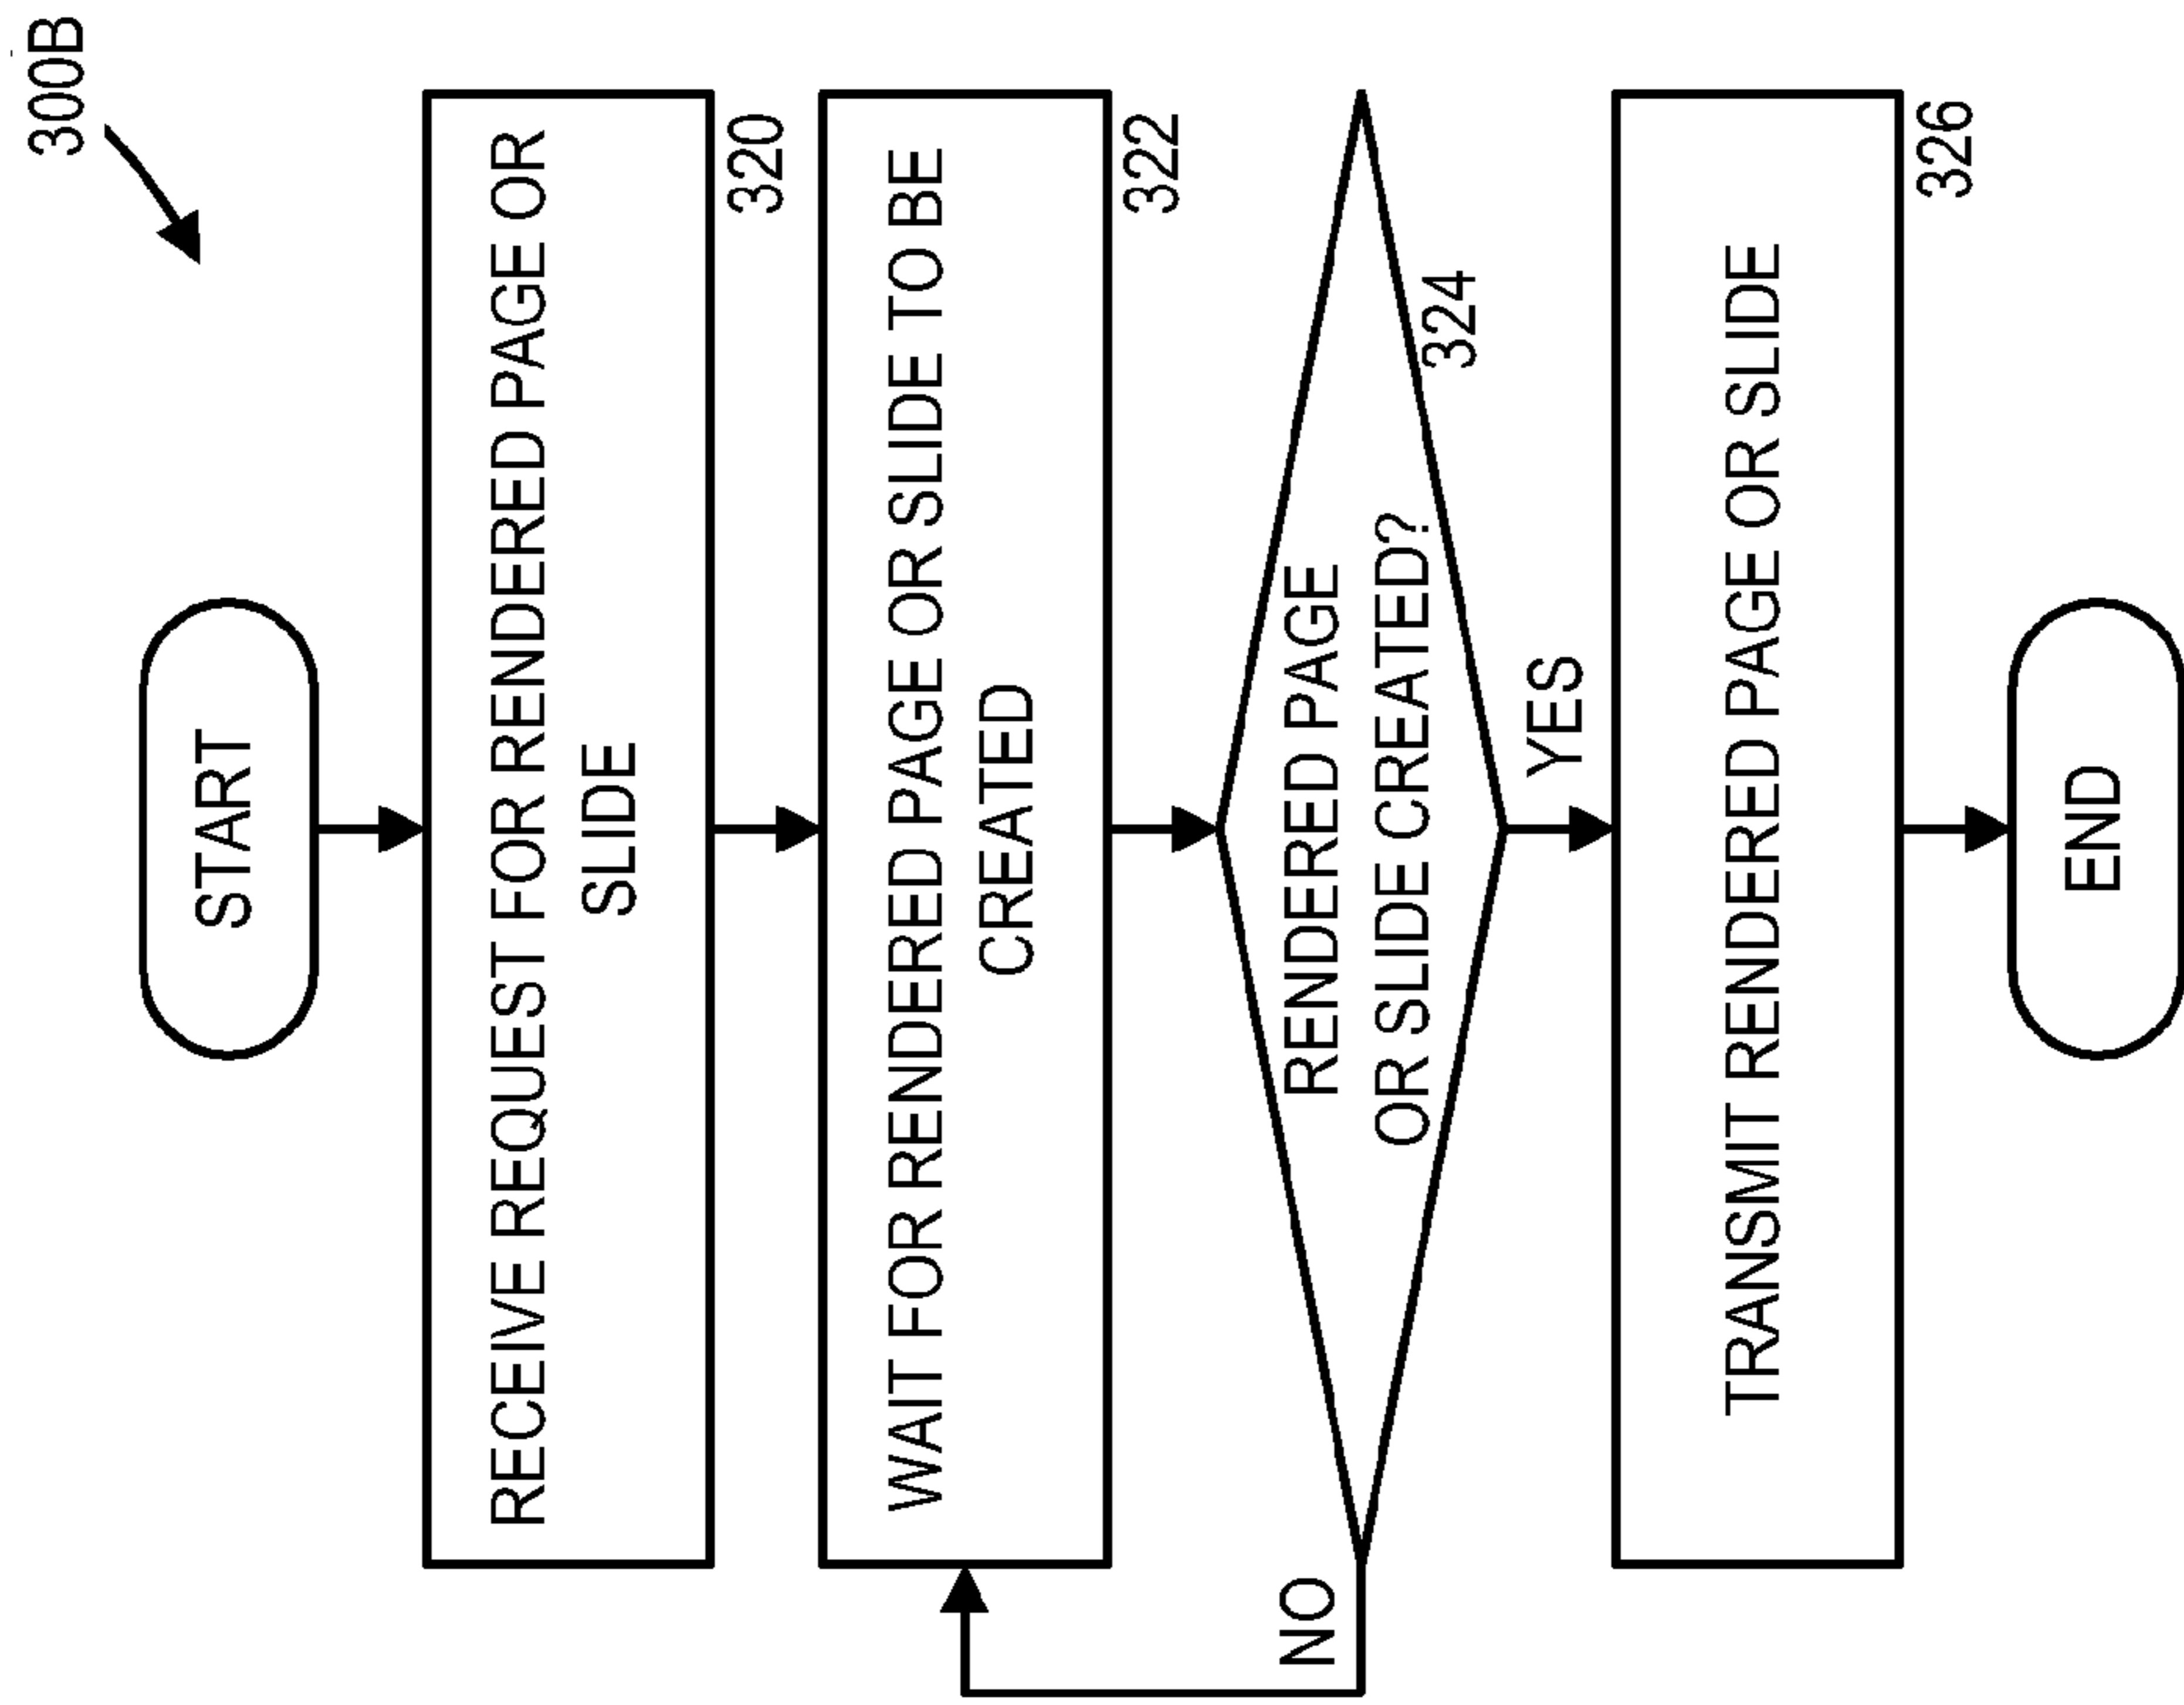 300B
START
RECEIVE REQUEST FOR RENDERED PAGE OR
SLIDE
320
WAIT FOR RENDERED PAGE OR SLIDE TO BE
CREATED
322
RENDERED PAGE
OR SLIDE CREATED?
324
NO
YES
TRANSMIT RENDERED PAGE OR SLIDE
326
END